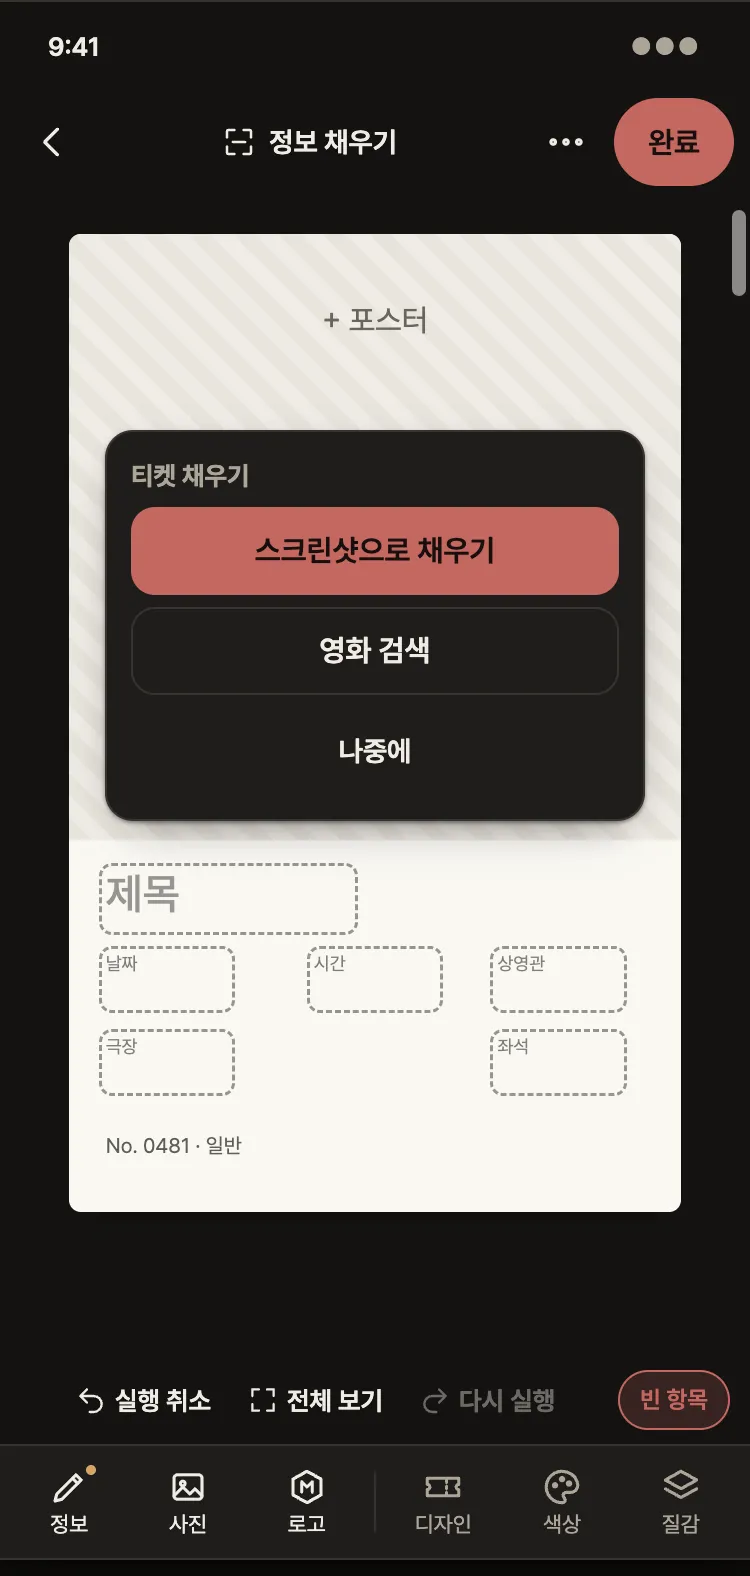 9:41
정보 채우기
완료
+ 포스터
티켓 채우기
스크린샷으로 채우기
영화 검색
나중에
제목
날짜 시간 상영관
극장 좌석
No. 0481 · 일반
실행 취소 전체 보기 다시 실행 빈 항목
정보 사진 로고 디자인 색상 질감